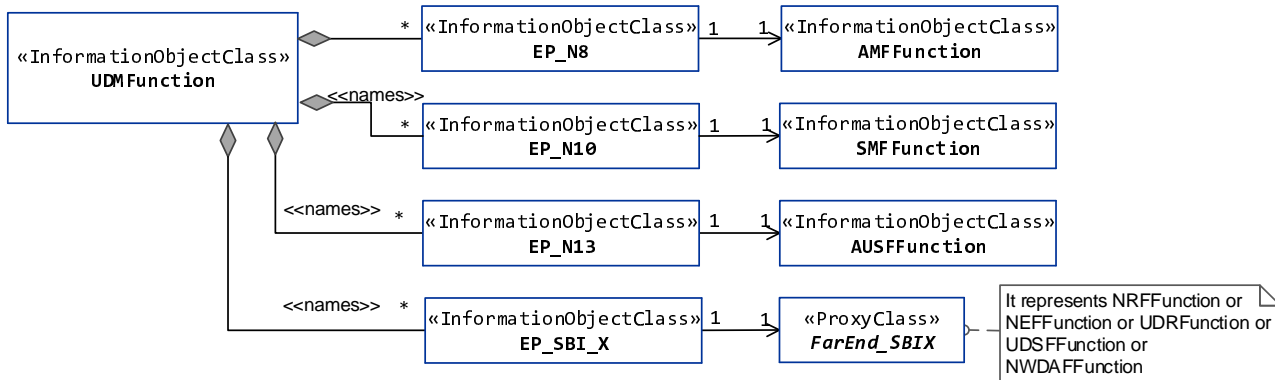 «InformationObjectClass»
UDMFunction
*
«InformationObjectClass»
EP_N8
1
1
«InformationObjectClass»
AMFFunction
<<names>>
*
«InformationObjectClass»
EP_N10
1
1
«InformationObjectClass»
SMFFunction
<<names>>
*
«InformationObjectClass»
EP_N13
1
1
«InformationObjectClass»
AUSFFunction
<<names>>
*
«InformationObjectClass»
EP_SBI_X
1
1
«ProxyClass»
FarEnd_SBIX
It represents NRFFunction or
NEFFunction or UDRFunction or
UDSFFunction or
NWDAFFunction